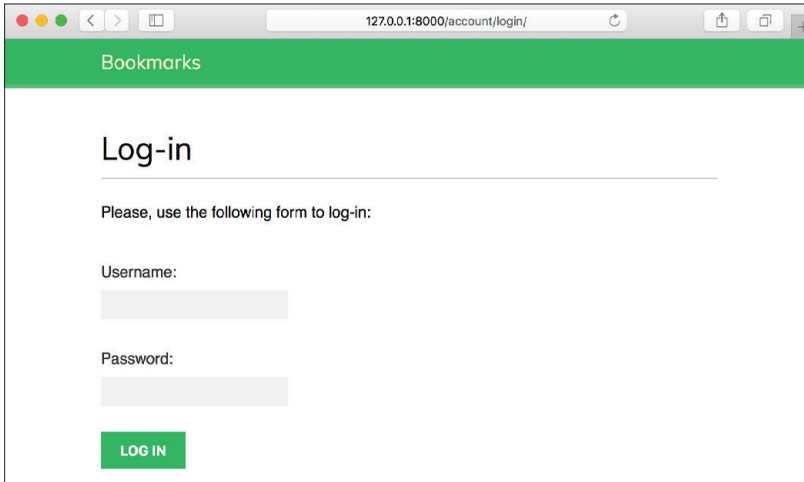 127.0.0.1:8000/account/login/
Bookmarks
Log-in
Please, use the following form to log-in:
Username:
Password:
LOG IN